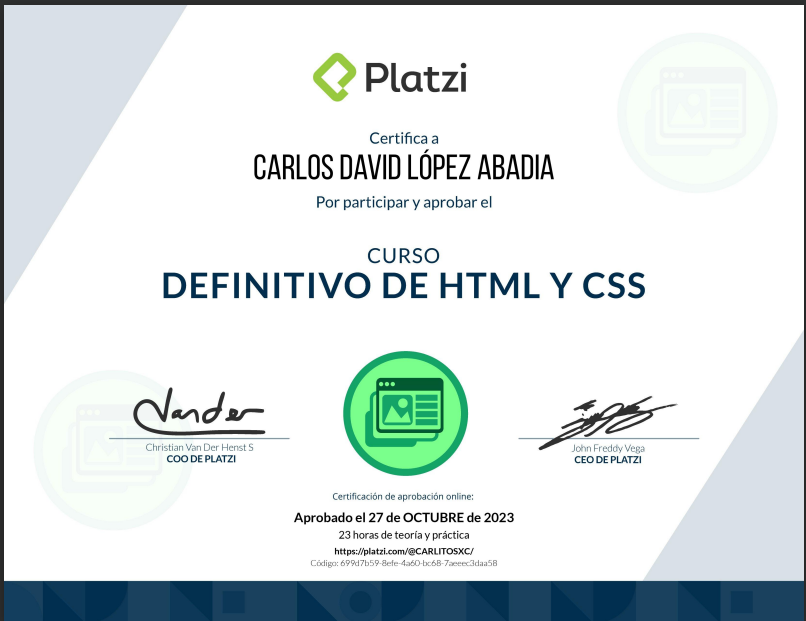 Platzi
Certifica a
CARLOS DAVID LÓPEZ ABADIA
Por participar y aprobar el
CURSO
DEFINITIVO DE HTML Y CSS
Christian Van Der Henst S
COO DE PLATZI
John Freddy Vega
CEO DE PLATZI
Certificación de aprobación online:
Aprobado el 27 de OCTUBRE de 2023
23 horas de teoría y práctica
https://platzi.com/@CARLITOSXC/
Código: 699d7b59-8efe-4a60-bc68-7aeeec3daa58